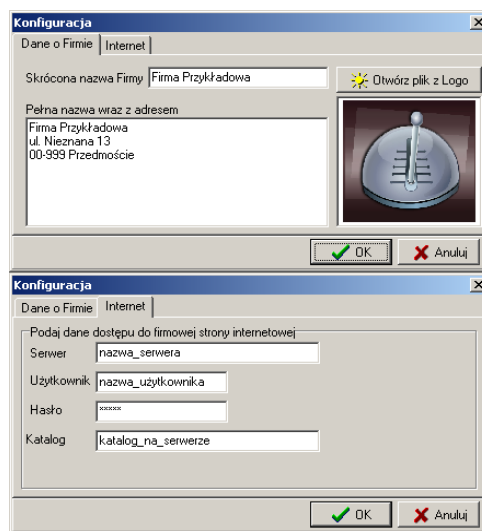 Konfiguracja
Dane o Firmie Internet
Skrócona nazwa Firmy Firma Przykładowa
Otwórz plik z Logo
Pełna nazwa wraz z adresem
Firma Przykładowa
ul. Nieznana 13
00-999 Przedmoście
OK Anuluj
Konfiguracja
Dane o Firmie Internet
Podaj dane dostępu do firmowej strony internetowej
Serwer nazwa_serwera
Użytkownik nazwa_użytkownika
Hasło xxxxx
Katalog katalog_na_serwerze
OK Anuluj